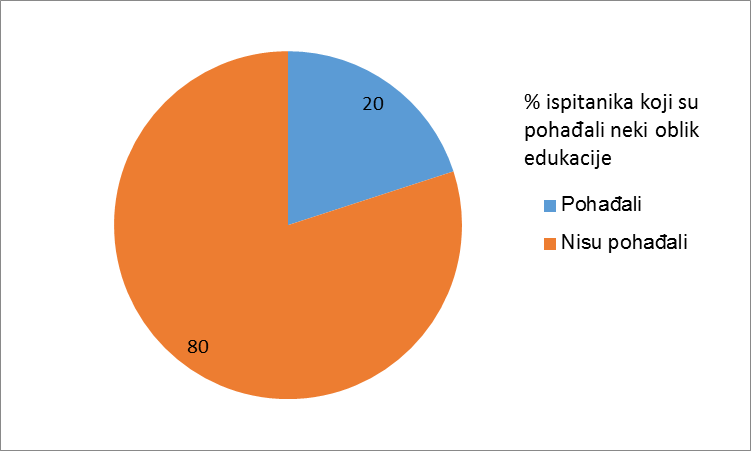 20
80
% ispitanika koji su
pohađali neki oblik
edukacije
Pohađali
Nisu pohađali